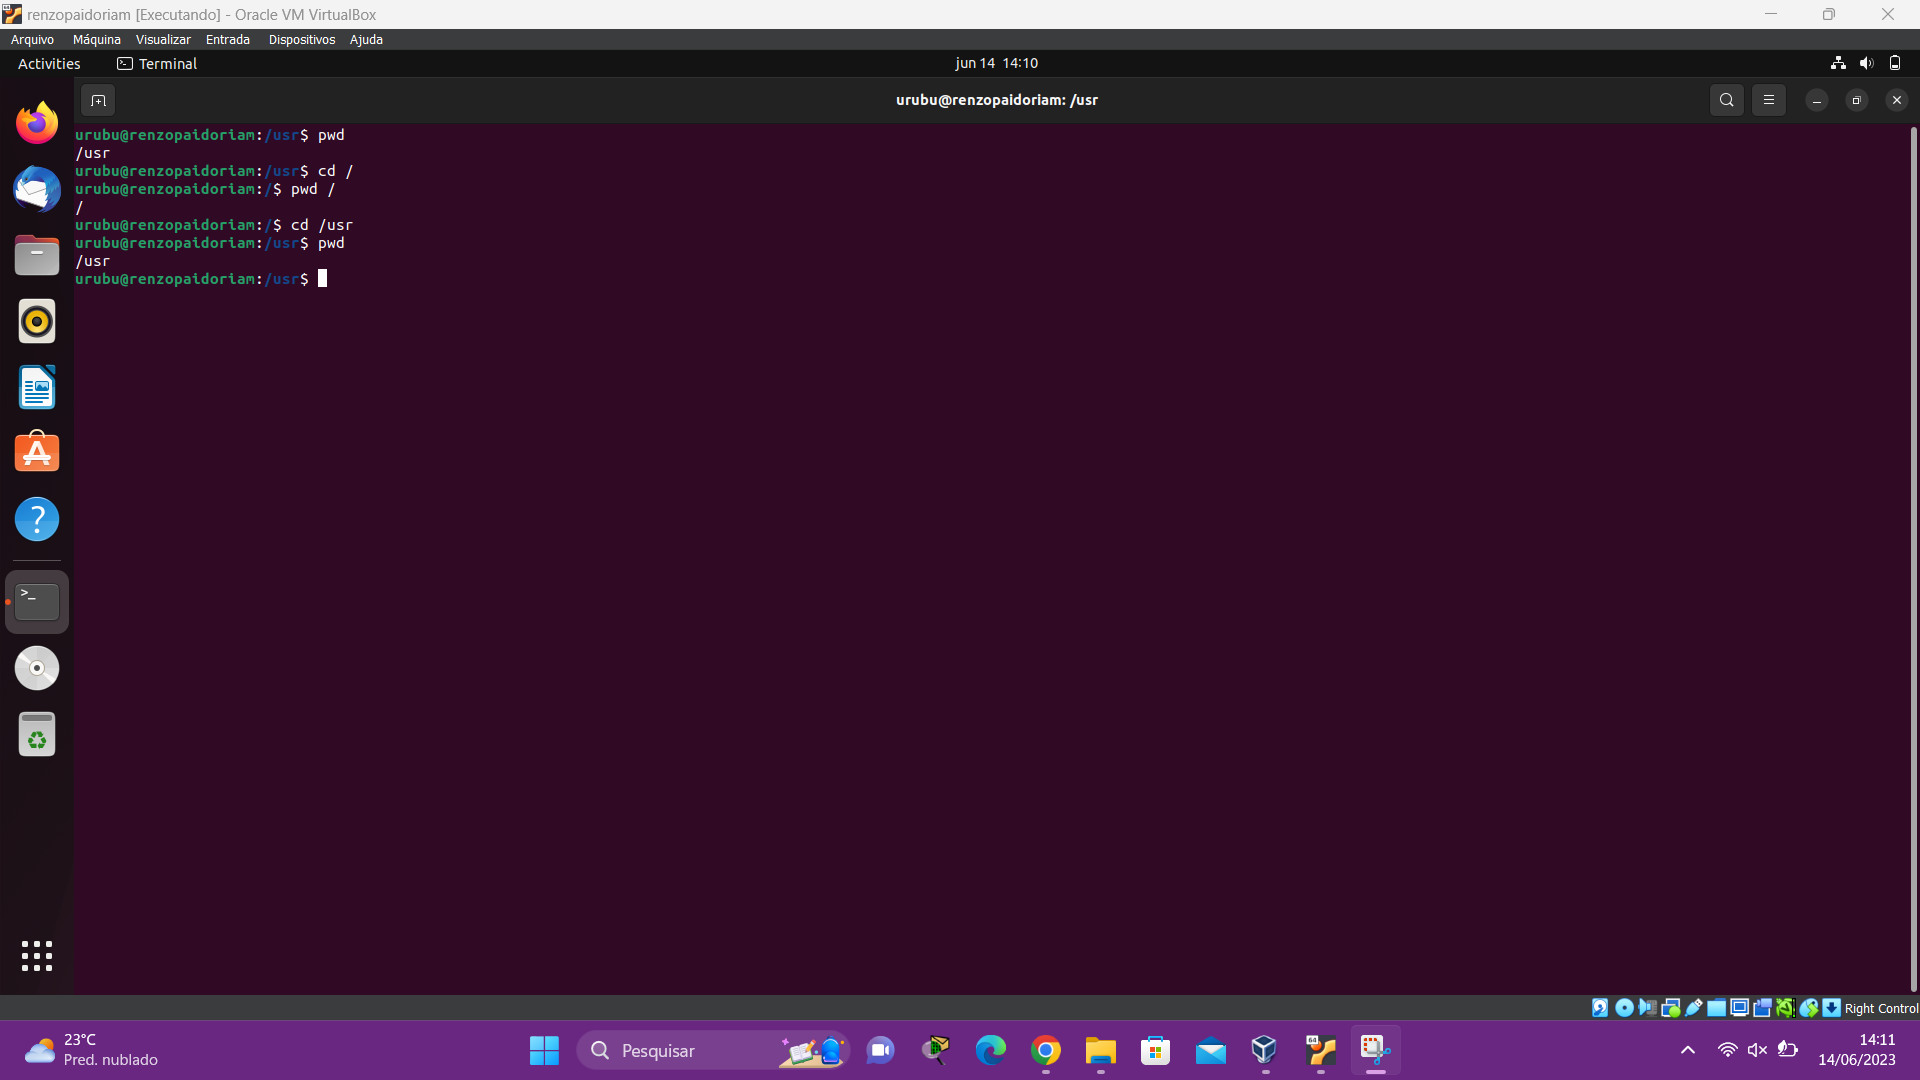 renzopaidoriam [Executando] - Oracle VM VirtualBox
Arquivo Máquina Visualizar Entrada Dispositivos Ajuda
Activities Terminal jun 14 14:10
urubu@renzopaidoriam: /usr
urubu@renzopaidoriam:/usr$ pwd
/usr
urubu@renzopaidoriam:/usr$ cd /
urubu@renzopaidoriam:/$ pwd /
/
urubu@renzopaidoriam:/$ cd /usr
urubu@renzopaidoriam:/usr$ pwd
/usr
urubu@renzopaidoriam:/usr$
Right Control
23°C
Pred. nublado
Pesquisar
64
14:11
14/06/2023